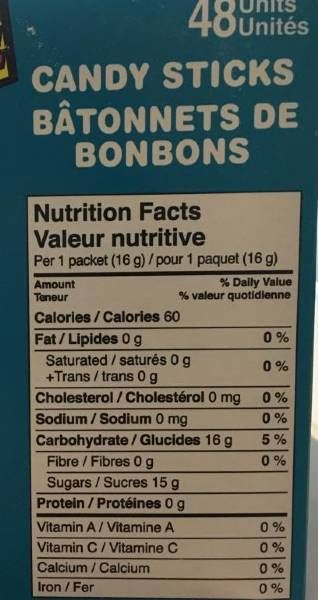 48 Units
Unités
CANDY STICKS
BÂTONNETS DE
BONBONS
Nutrition Facts
Valeur nutritive
Per 1 packet (16 g) / pour 1 paquet (16 g)
Amount % Daily Value
Teneur % valeur quotidienne
Calories / Calories 60
Fat / Lipides 0 g 0 %
Saturated / saturés 0 g
+Trans / trans 0 g 0 %
Cholesterol / Cholestérol 0 mg 0 %
Sodium / Sodium 0 mg 0 %
Carbohydrate / Glucides 16 g 5 %
Fibre / Fibres 0 g 0 %
Sugars / Sucres 15 g
Protein / Protéines 0 g
Vitamin A / Vitamine A 0 %
Vitamin C / Vitamine C 0 %
Calcium / Calcium 0 %
Iron / Fer 0 %